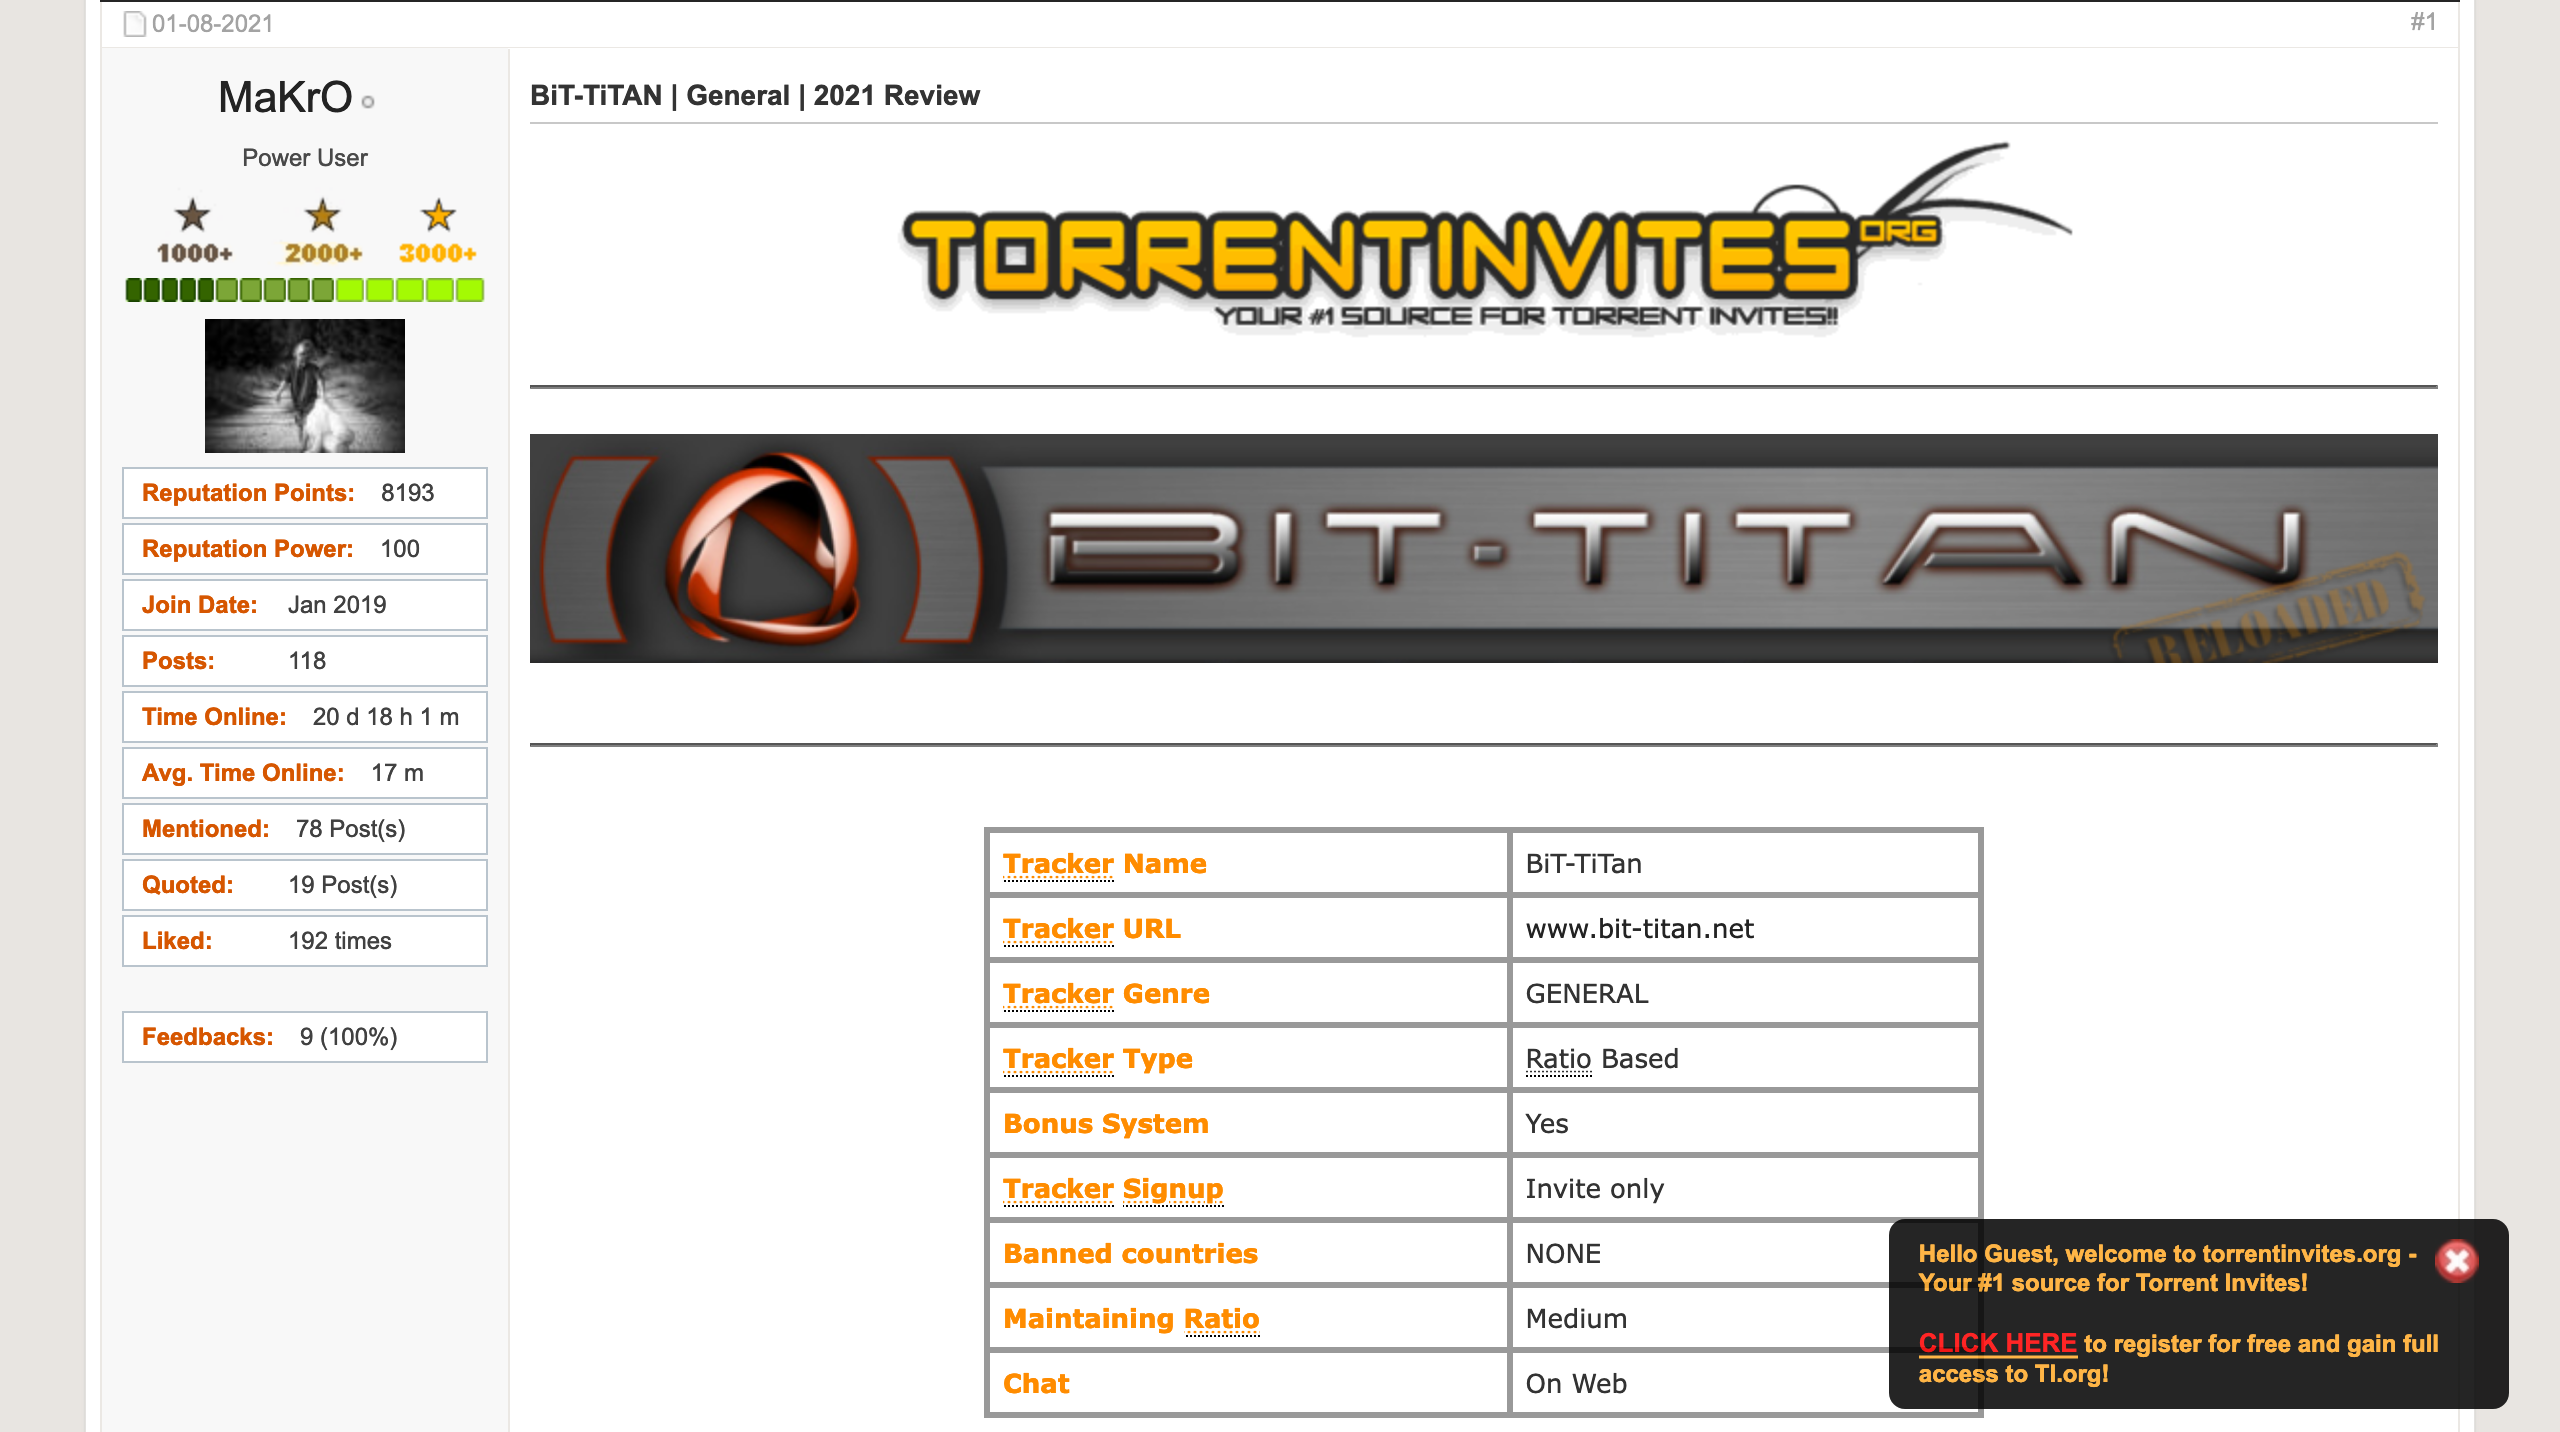 01-08-2021
#1
MaKrO
Power User
1000+ 2000+ 3000+
Reputation Points: 8193
Reputation Power: 100
Join Date: Jan 2019
Posts: 118
Time Online: 20 d 18 h 1 m
Avg. Time Online: 17 m
Mentioned: 78 Post(s)
Quoted: 19 Post(s)
Liked: 192 times
Feedbacks: 9 (100%)
BiT-TiTAN | General | 2021 Review
TORRENTINVITES ORG
YOUR #1 SOURCE FOR TORRENT INVITES!!
BIT-TITAN
RELOADED
Tracker Name BiT-TiTan
Tracker URL www.bit-titan.net
Tracker Genre GENERAL
Tracker Type Ratio Based
Bonus System Yes
Tracker Signup Invite only
Banned countries NONE
Maintaining Ratio Medium
Chat On Web
Hello Guest, welcome to torrentinvites.org -
Your #1 source for Torrent Invites!
CLICK HERE to register for free and gain full
access to TI.org!